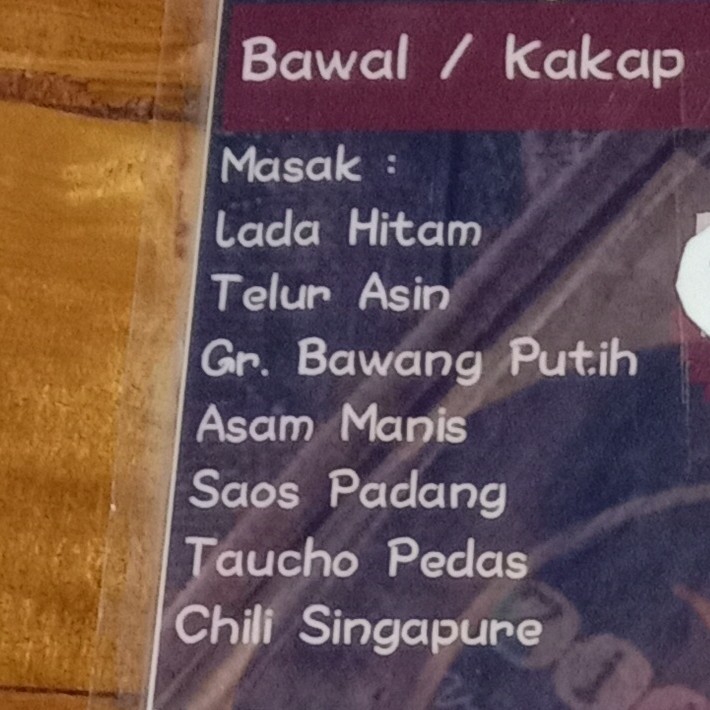 Bawal / Kakap
Masak :
Lada Hitam
Telur Asin
Gr. Bawang Putih
Asam Manis
Saos Padang
Taucho Pedas
Chili Singapure